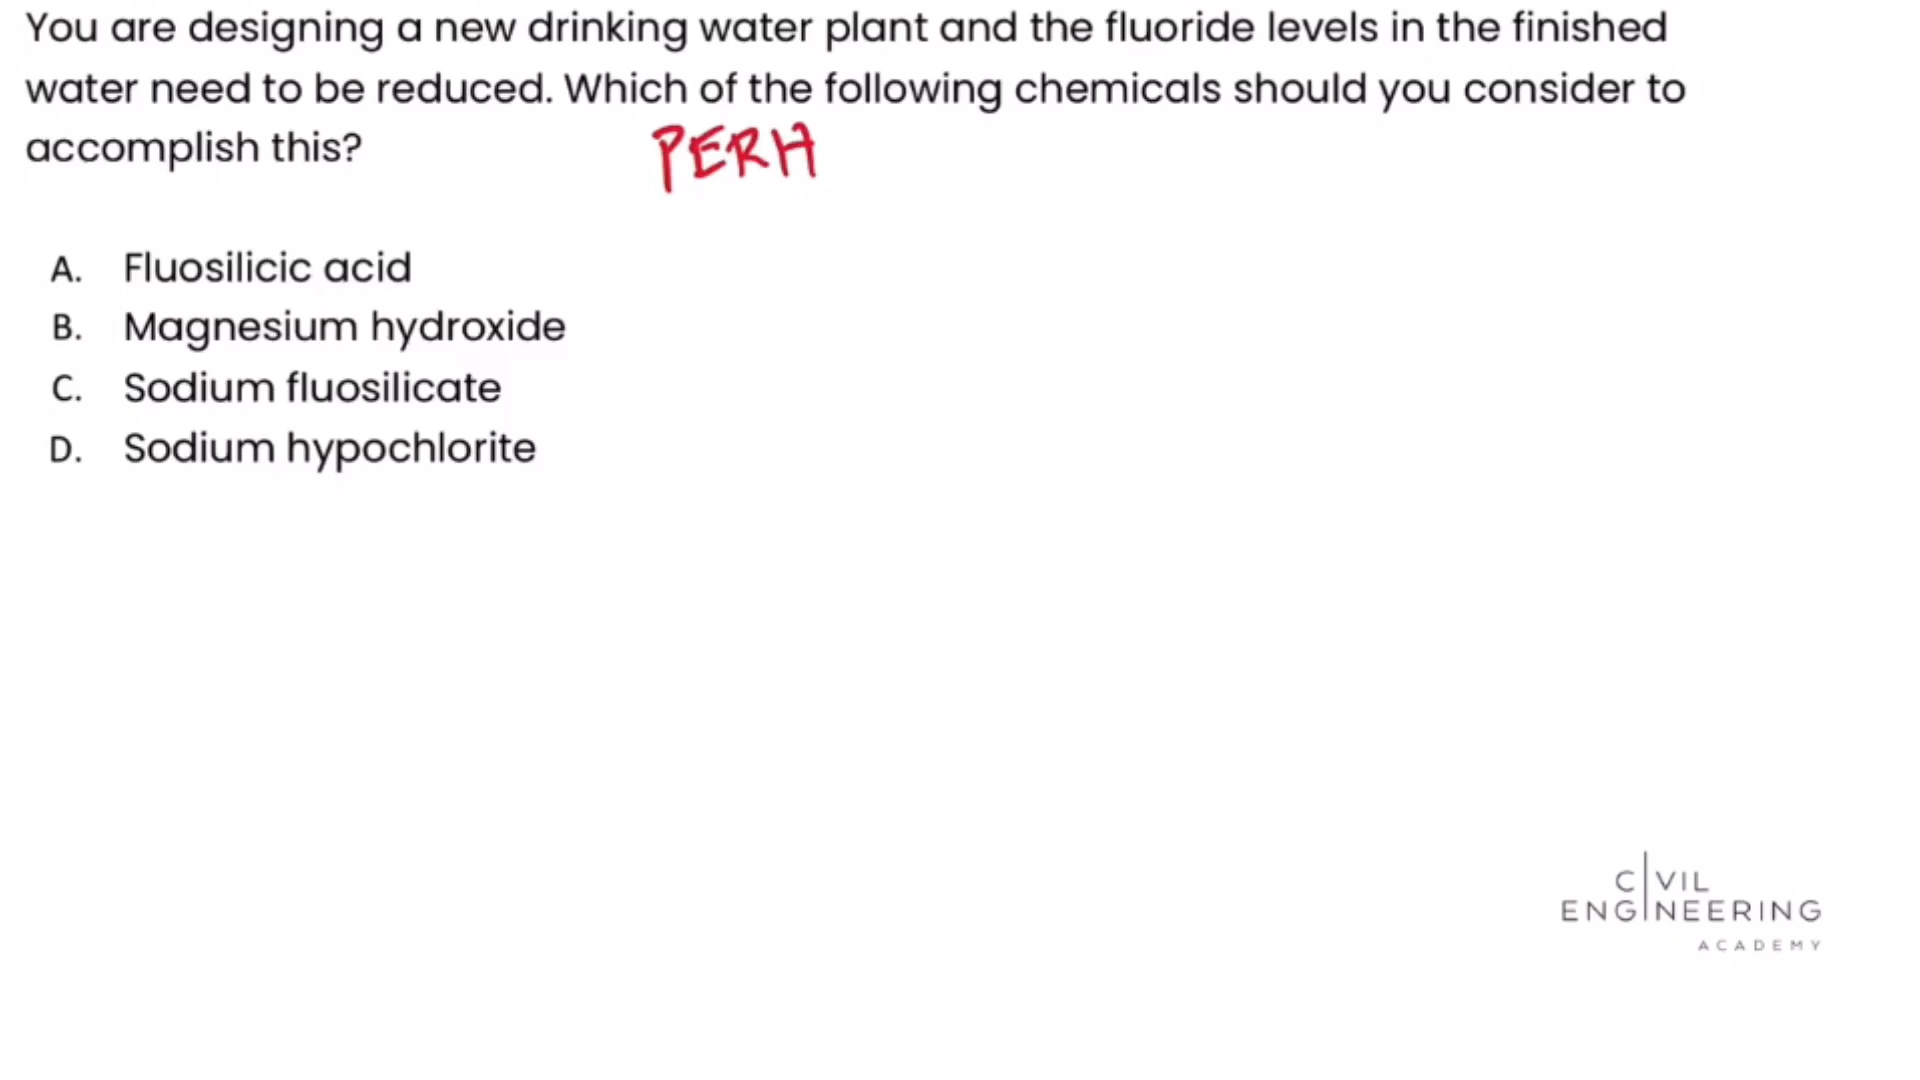 You are designing a new drinking water plant and the fluoride levels in the finished
water need to be reduced. Which of the following chemicals should you consider to
accomplish this?
PERH
A. Fluosilicic acid
B. Magnesium hydroxide
C. Sodium fluosilicate
D. Sodium hypochlorite
CIVIL
ENGINEERING
ACADEMY